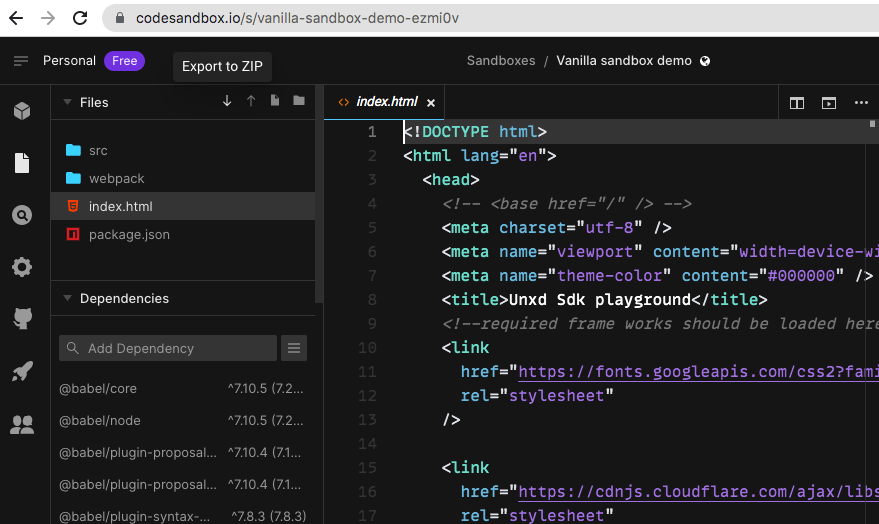 codesandbox.io/s/vanilla-sandbox-demo-ezmi0v
Personal Free
Export to ZIP
Sandboxes / Vanilla sandbox demo
Files
src
webpack
index.html
package.json
Dependencies
Add Dependency
@babel/core ^7.10.5 (7.2...
@babel/node ^7.10.5 (7.2...
@babel/plugin-proposal... ^7.10.4 (7.1...
@babel/plugin-proposal... ^7.10.4 (7.1...
@babel/plugin-syntax-... ^7.8.3 (7.8.3)
<> index.html ×
1 <!DOCTYPE html>
2 <html lang="en">
3 <head>
4 <!-- <base href="/" /> -->
5 <meta charset="utf-8" />
6 <meta name="viewport" content="width=device-wi
7 <meta name="theme-color" content="#000000" />
8 <title>Unxd Sdk playground</title>
9 <!--required frame works should be loaded here
10 <link
11 href="https://fonts.googleapis.com/css2?fami
12 rel="stylesheet"
13 />
14
15 <link
16 href="https://cdnjs.cloudflare.com/ajax/libs
17 rel="stylesheet"